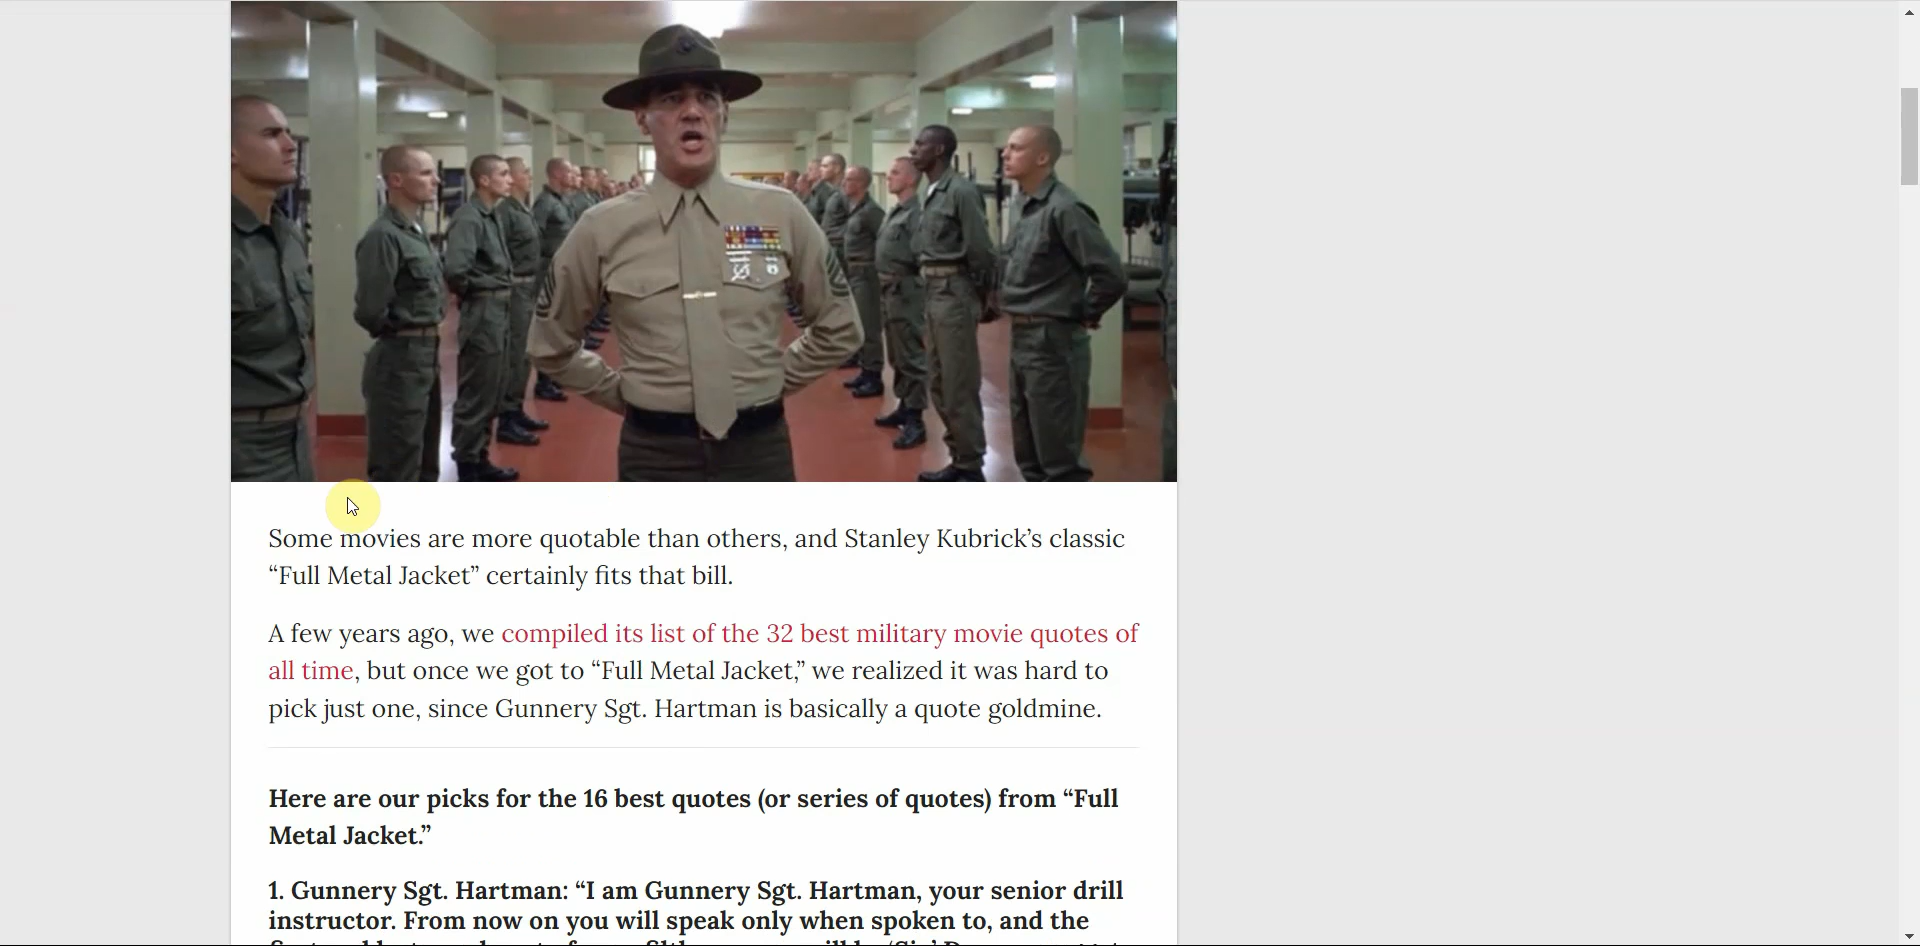 Some movies are more quotable than others, and Stanley Kubrick’s classic
“Full Metal Jacket” certainly fits that bill.
A few years ago, we compiled its list of the 32 best military movie quotes of
all time, but once we got to “Full Metal Jacket,” we realized it was hard to
pick just one, since Gunnery Sgt. Hartman is basically a quote goldmine.
Here are our picks for the 16 best quotes (or series of quotes) from “Full
Metal Jacket.”
1. Gunnery Sgt. Hartman: “I am Gunnery Sgt. Hartman, your senior drill
instructor. From now on you will speak only when spoken to, and the